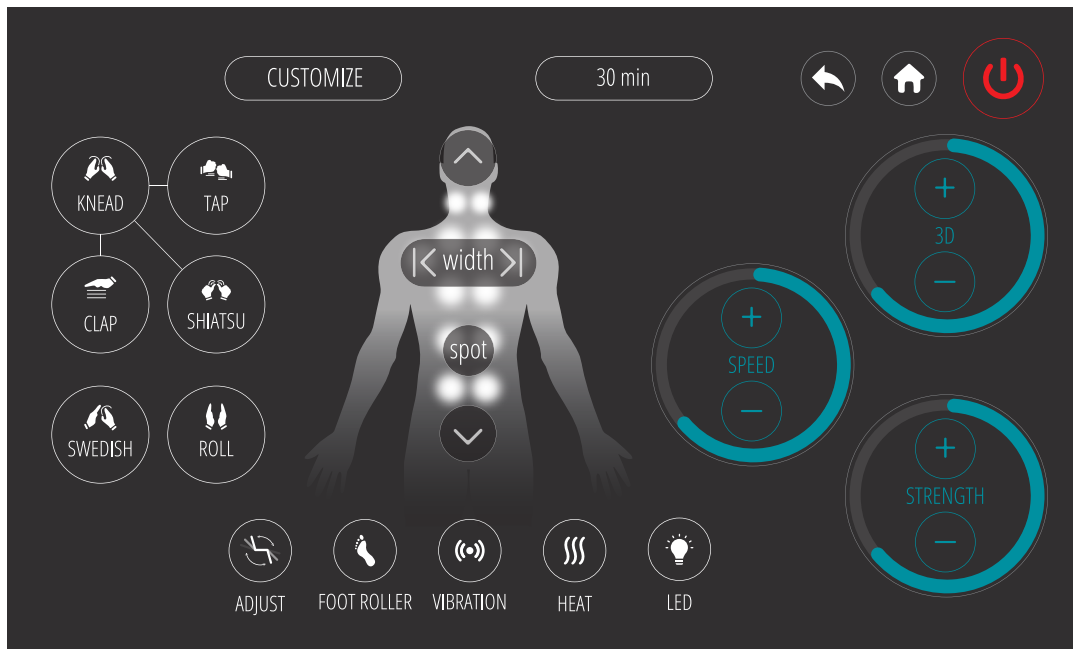 CUSTOMIZE
30 min
KNEAD
TAP
width
3D
CLAP
SHIATSU
spot
SPEED
SWEDISH
ROLL
STRENGTH
ADJUST
FOOT ROLLER
VIBRATION
HEAT
LED